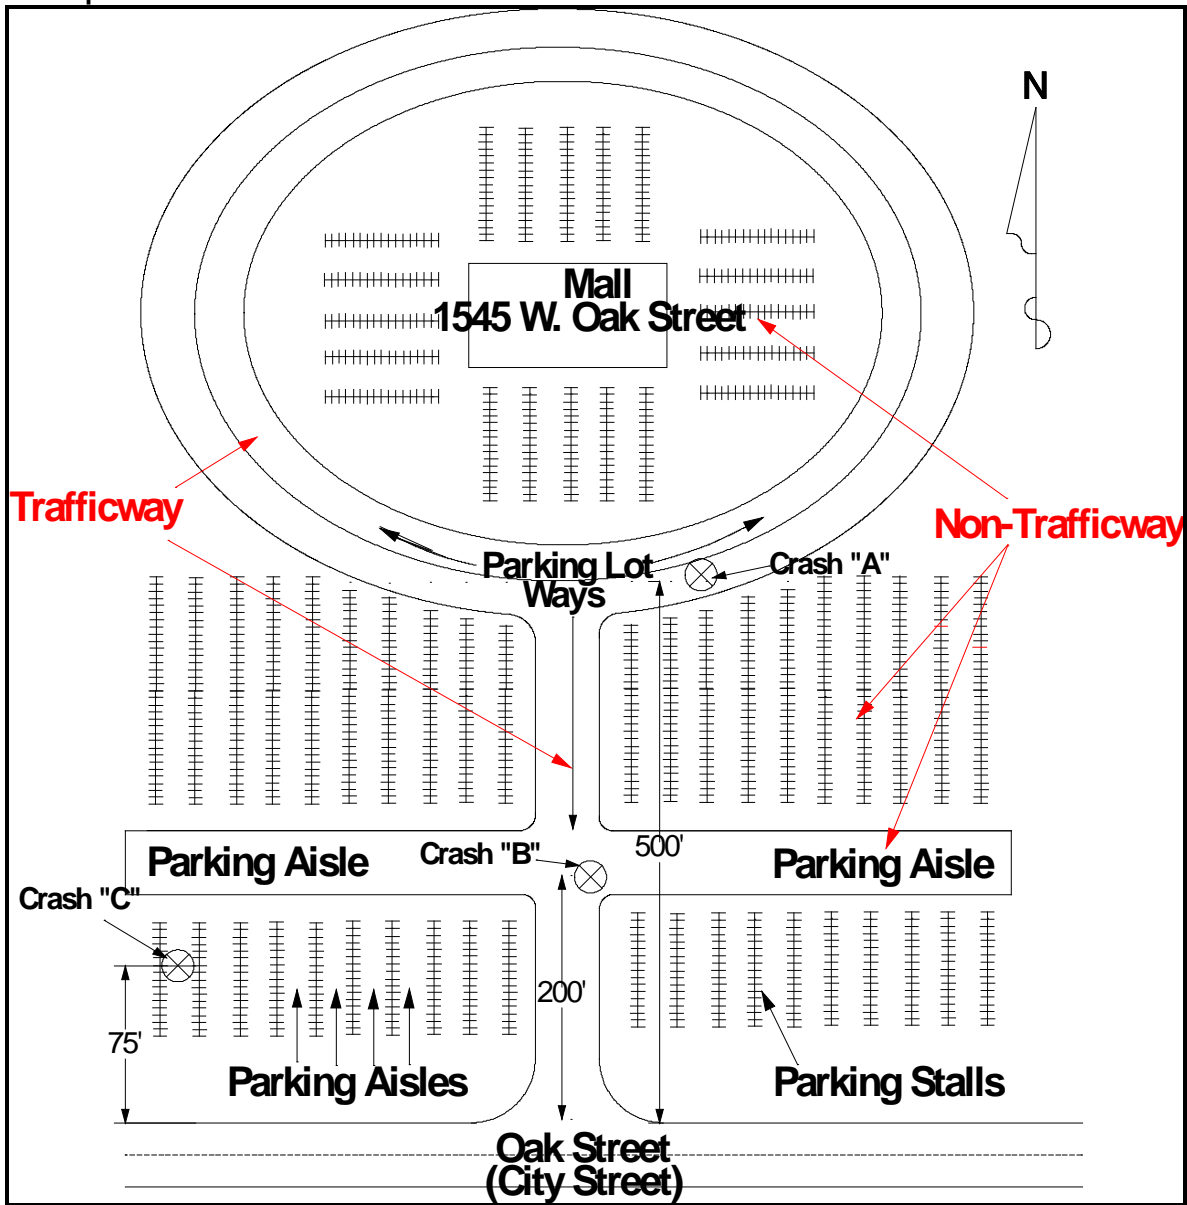 N
Mall
1545 W. Oak Street
Trafficway
Non-Trafficway
Parking Lot
Ways
Crash "A"
500'
Parking Aisle
Crash "B"
Parking Aisle
Crash "C"
200'
75'
Parking Aisles
Parking Stalls
Oak Street
(City Street)